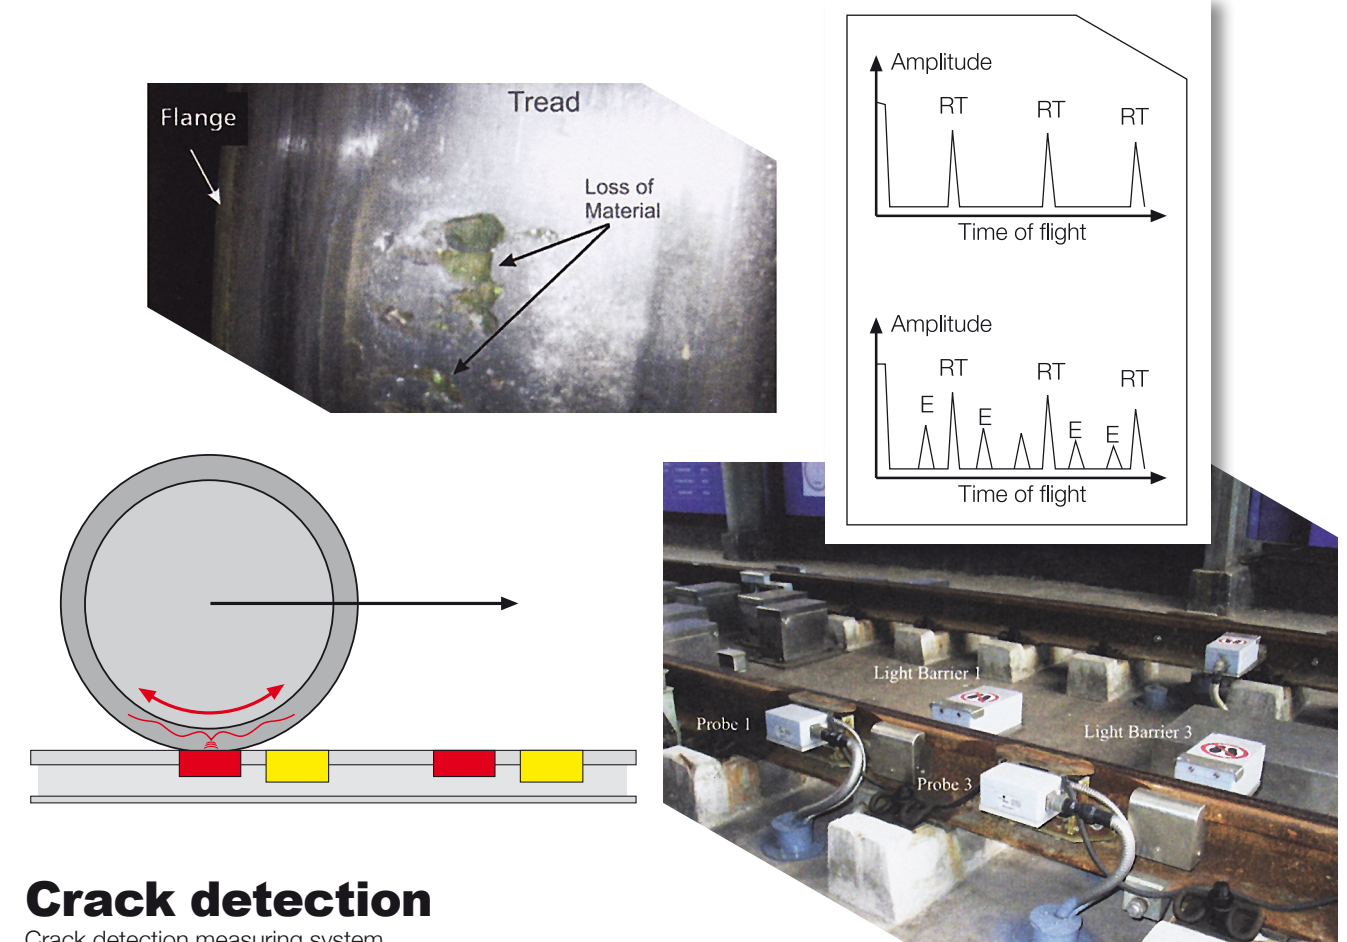 Flange
Tread
Loss of
Material
Amplitude
RT
RT
RT
Time of flight
Amplitude
RT
RT
RT
E
E
E
E
Time of flight
Light Barrier 1
Probe 1
Light Barrier 3
Probe 3
Crack detection
Crack detection measuring system